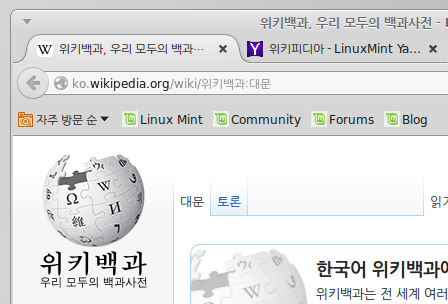 위키백과, 우리 모두의 백과사전 -
위키백과, 우리 모두의 백과... 위키피디아 - LinuxMint Ya...
ko.wikipedia.org/wiki/위키백과:대문
자주 방문 순 Linux Mint Community Forums Blog
대문 토론
위키백과
우리 모두의 백과사전
한국어 위키백과에
위키백과는 전 세계 여러